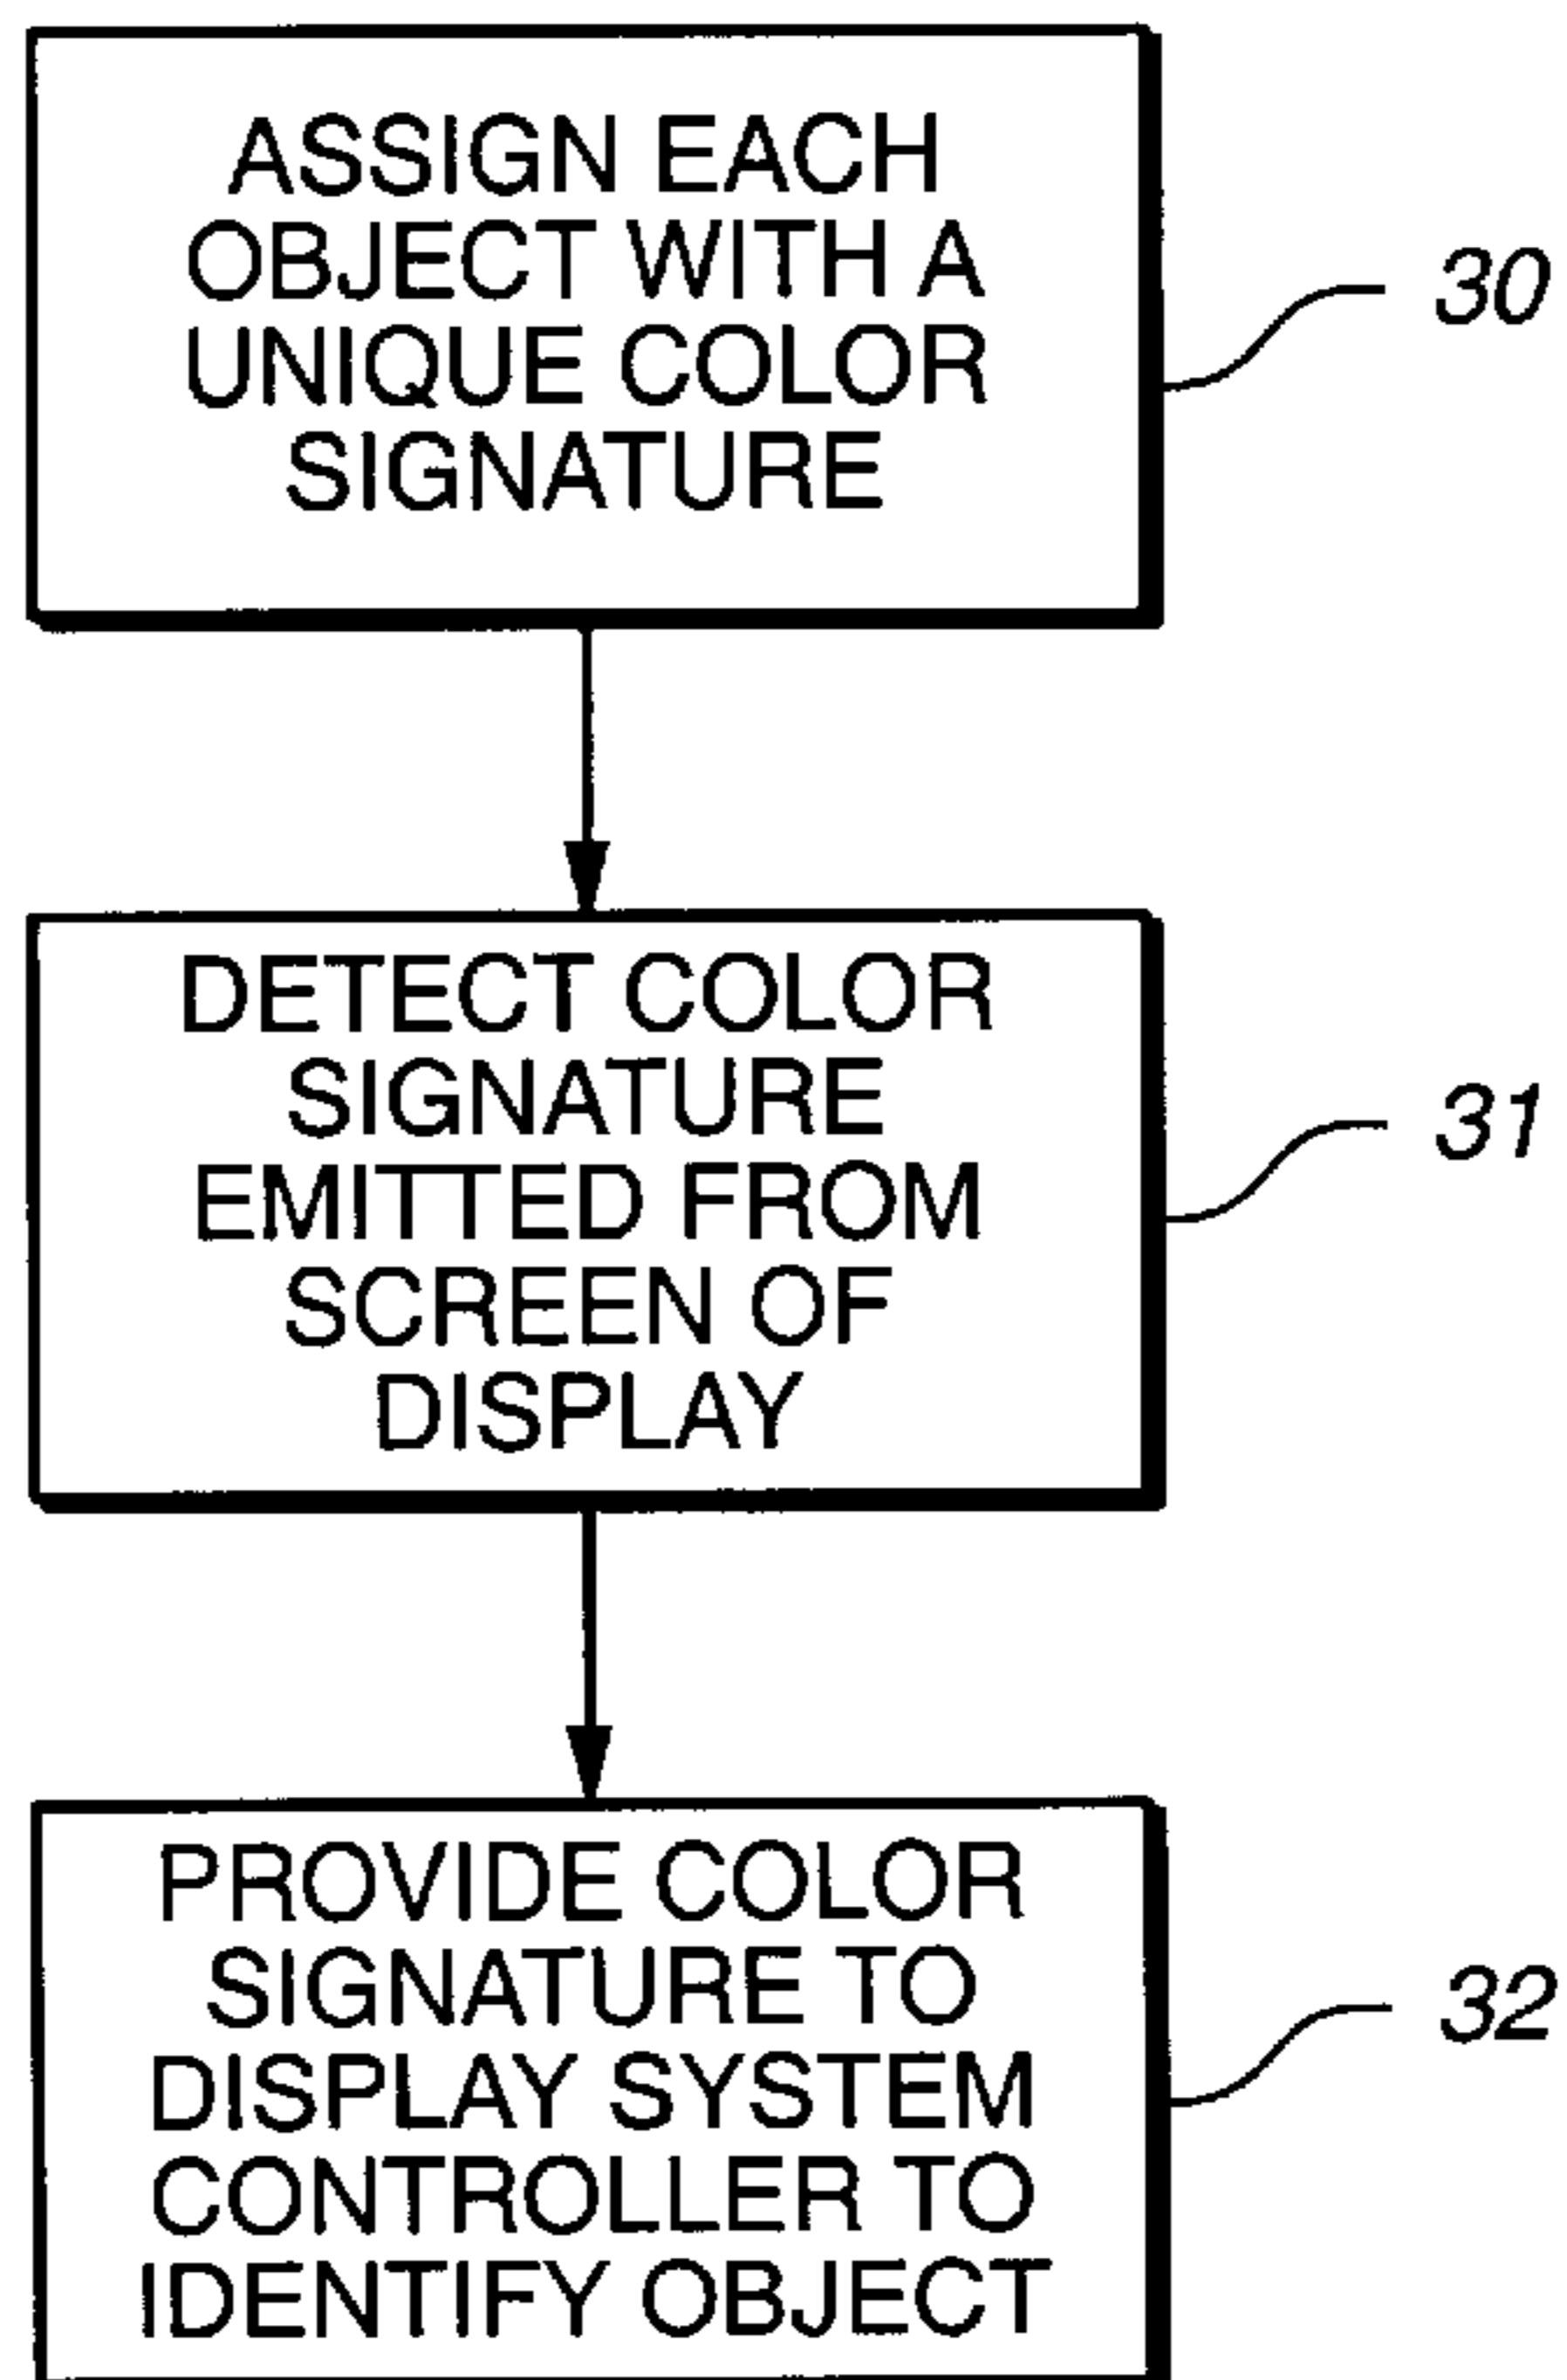 ASSIGN EACH
OBJECT WITH A
UNIQUE COLOR
SIGNATURE
30
DETECT COLOR
SIGNATURE
EMITTED FROM
SCREEN OF
DISPLAY
31
PROVIDE COLOR
SIGNATURE TO
DISPLAY SYSTEM
CONTROLLER TO
IDENTIFY OBJECT
32